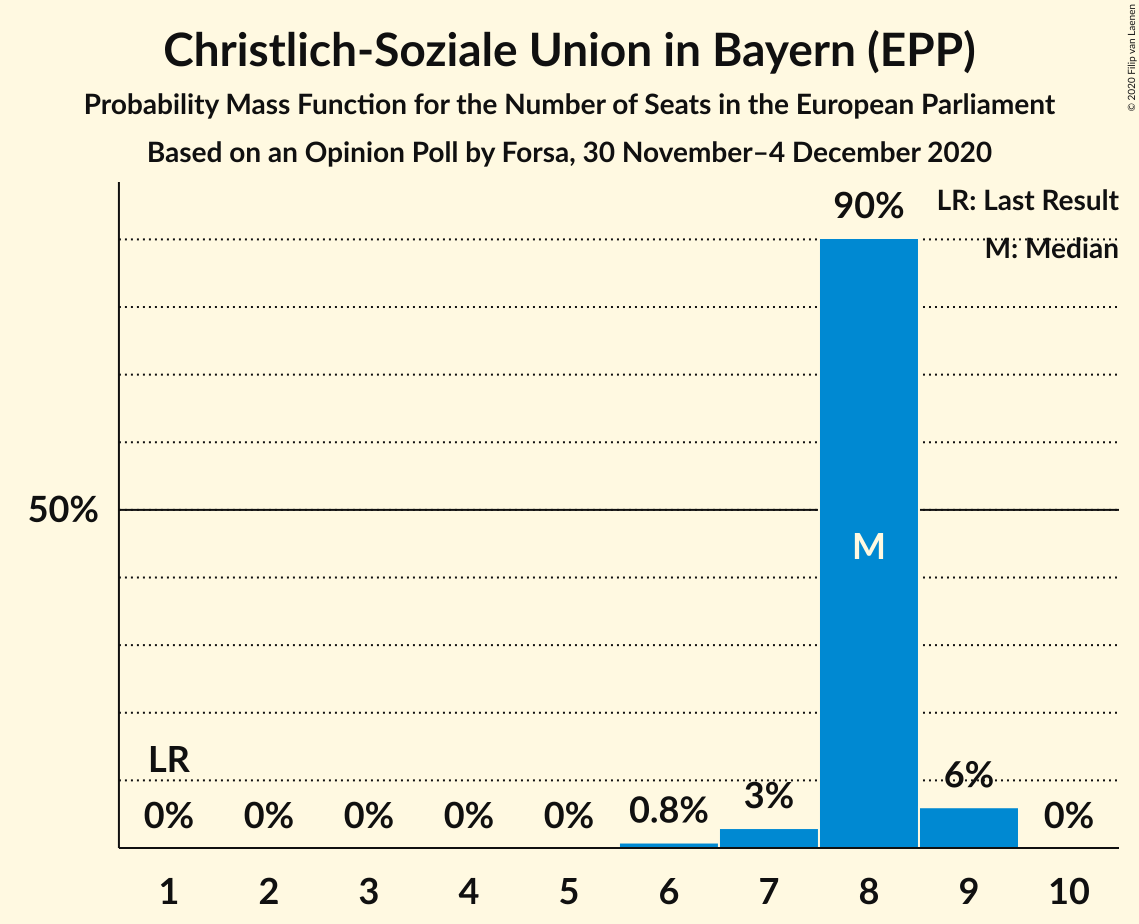 Christlich-Soziale Union in Bayern (EPP)
Probability Mass Function for the Number of Seats in the European Parliament
Based on an Opinion Poll by Forsa, 30 November–4 December 2020
© 2020 Filip van Laenen
LR: Last Result
M: Median
90%
50%
M
LR
0% 0% 0% 0% 0% 0.8% 3% 6% 0%
1 2 3 4 5 6 7 8 9 10